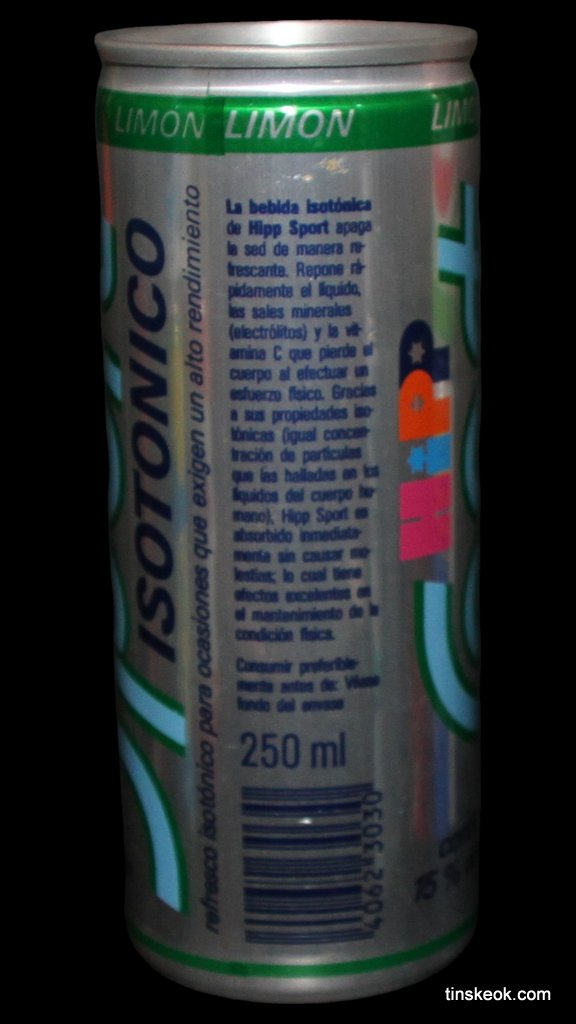 LIMON LIMON LIM
ISOTONICO
refresco isotónico para ocasiones que exigen un alto rendimiento
La bebida isotónica
de Hipp Sport apaga
la sed de manera re-
frescante. Repone rá-
pidamente el líquido,
las sales minerales
(electrólitos) y la vit-
amina C que pierde el
cuerpo al efectuar un
esfuerzo físico. Gracias
a sus propiedades iso-
tónicas (igual concen-
tración de partículas
que las halladas en los
líquidos del cuerpo hu-
mano), Hipp Sport es
absorbido inmediata-
mente sin causar mo-
lestias; lo cual tiene
efectos excelentes en
el mantenimiento de la
condición física.
Consumir preferible-
mente antes de: Véase
fondo del envase
250 ml
4062 3030
HiPP
15 %
tinskeok.com